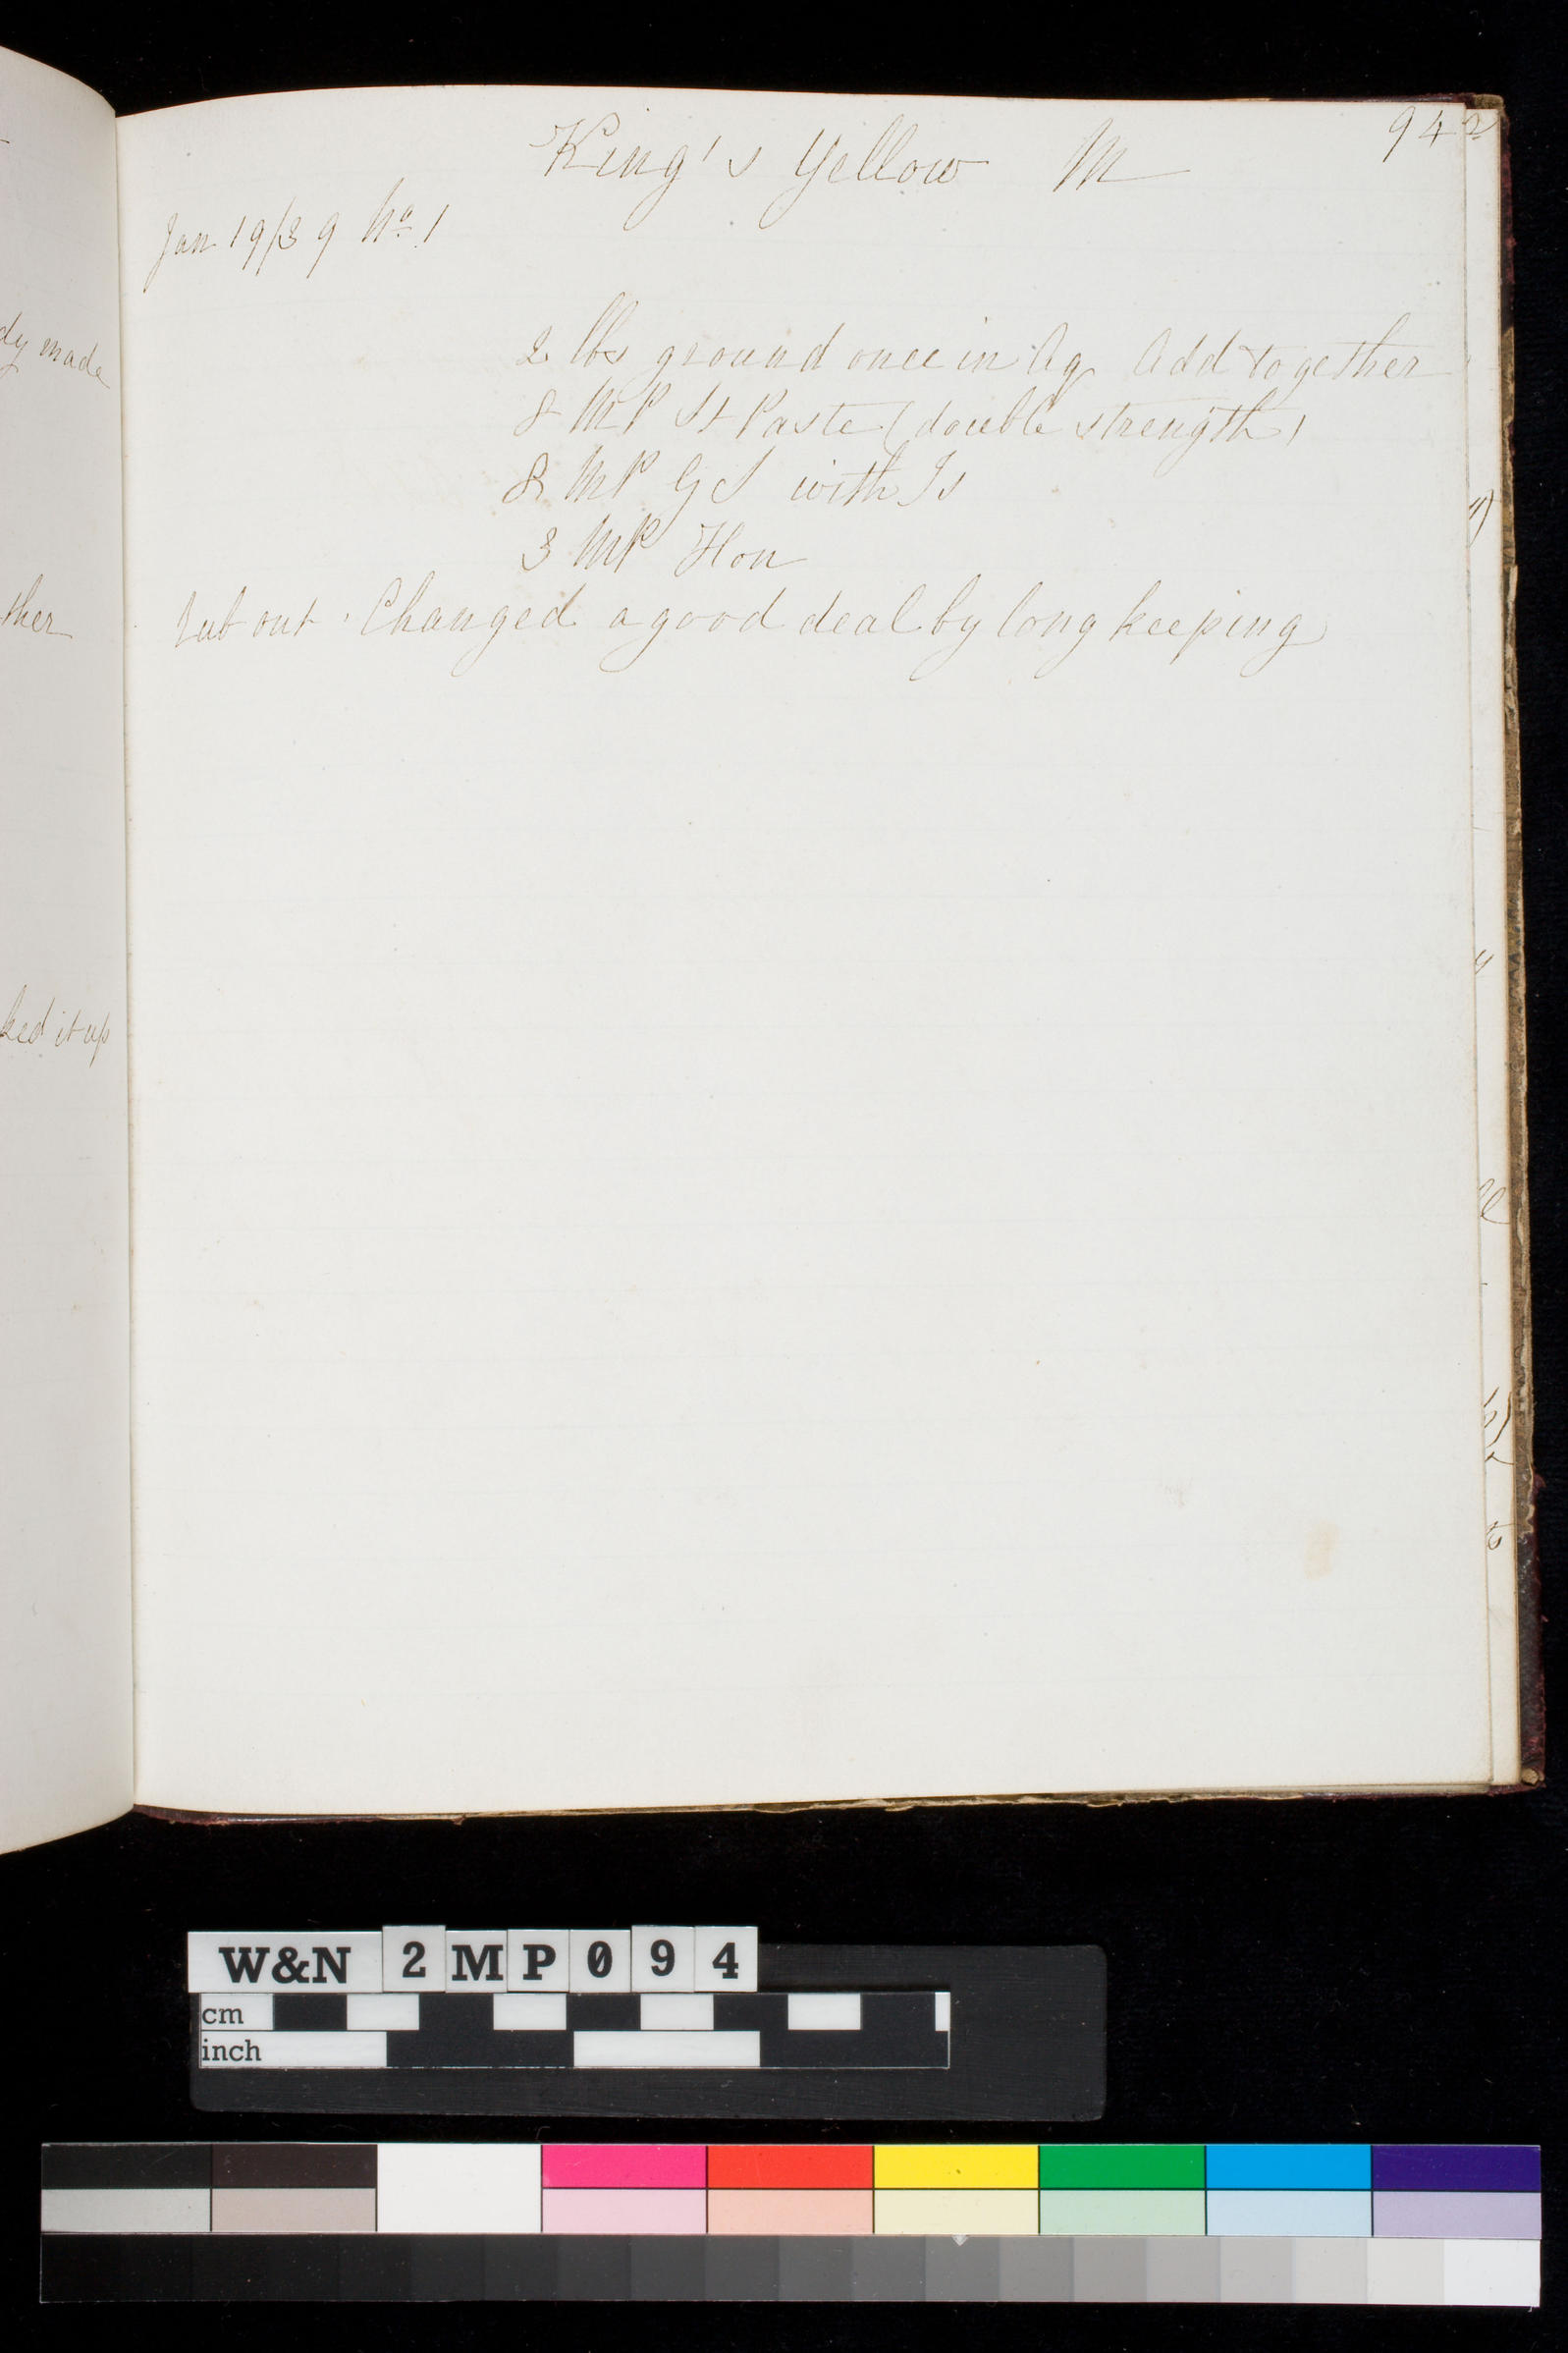 94
King's Yellow M
Jan 19/39 No. 1
2 lbs ground once in Aq Add together
8 MP St Paste (double strength)
8 MP G S with Is
3 MP Hon
Put out. Changed a good deal by long keeping
dy made
ther
ked it up
W&N 2MP094
cm
inch